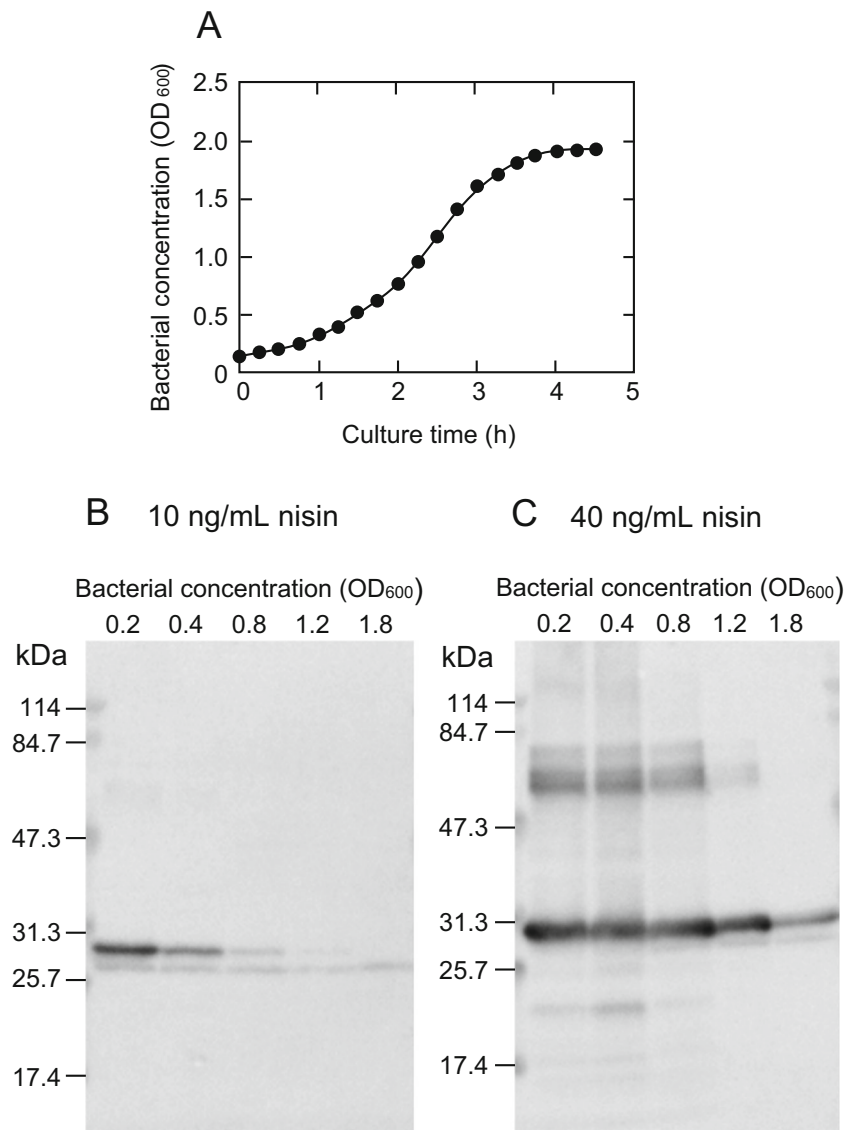 A
Bacterial concentration (OD 600)
2.5
2.0
1.5
1.0
0.5
0
0 1 2 3 4 5
Culture time (h)
B 10 ng/mL nisin
Bacterial concentration (OD600)
0.2 0.4 0.8 1.2 1.8
kDa
114
84.7
47.3
31.3
25.7
17.4
C 40 ng/mL nisin
Bacterial concentration (OD600)
0.2 0.4 0.8 1.2 1.8
kDa
114
84.7
47.3
31.3
25.7
17.4